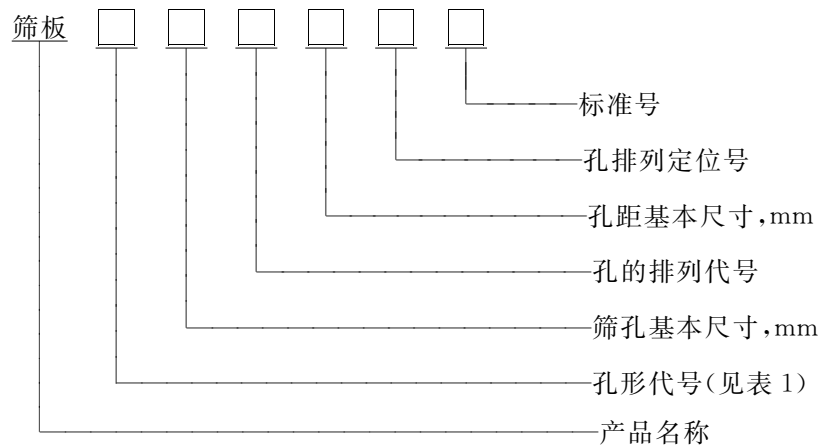 筛板
标准号
孔排列定位号
孔距基本尺寸,mm
孔的排列代号
筛孔基本尺寸,mm
孔形代号(见表 1)
产品名称